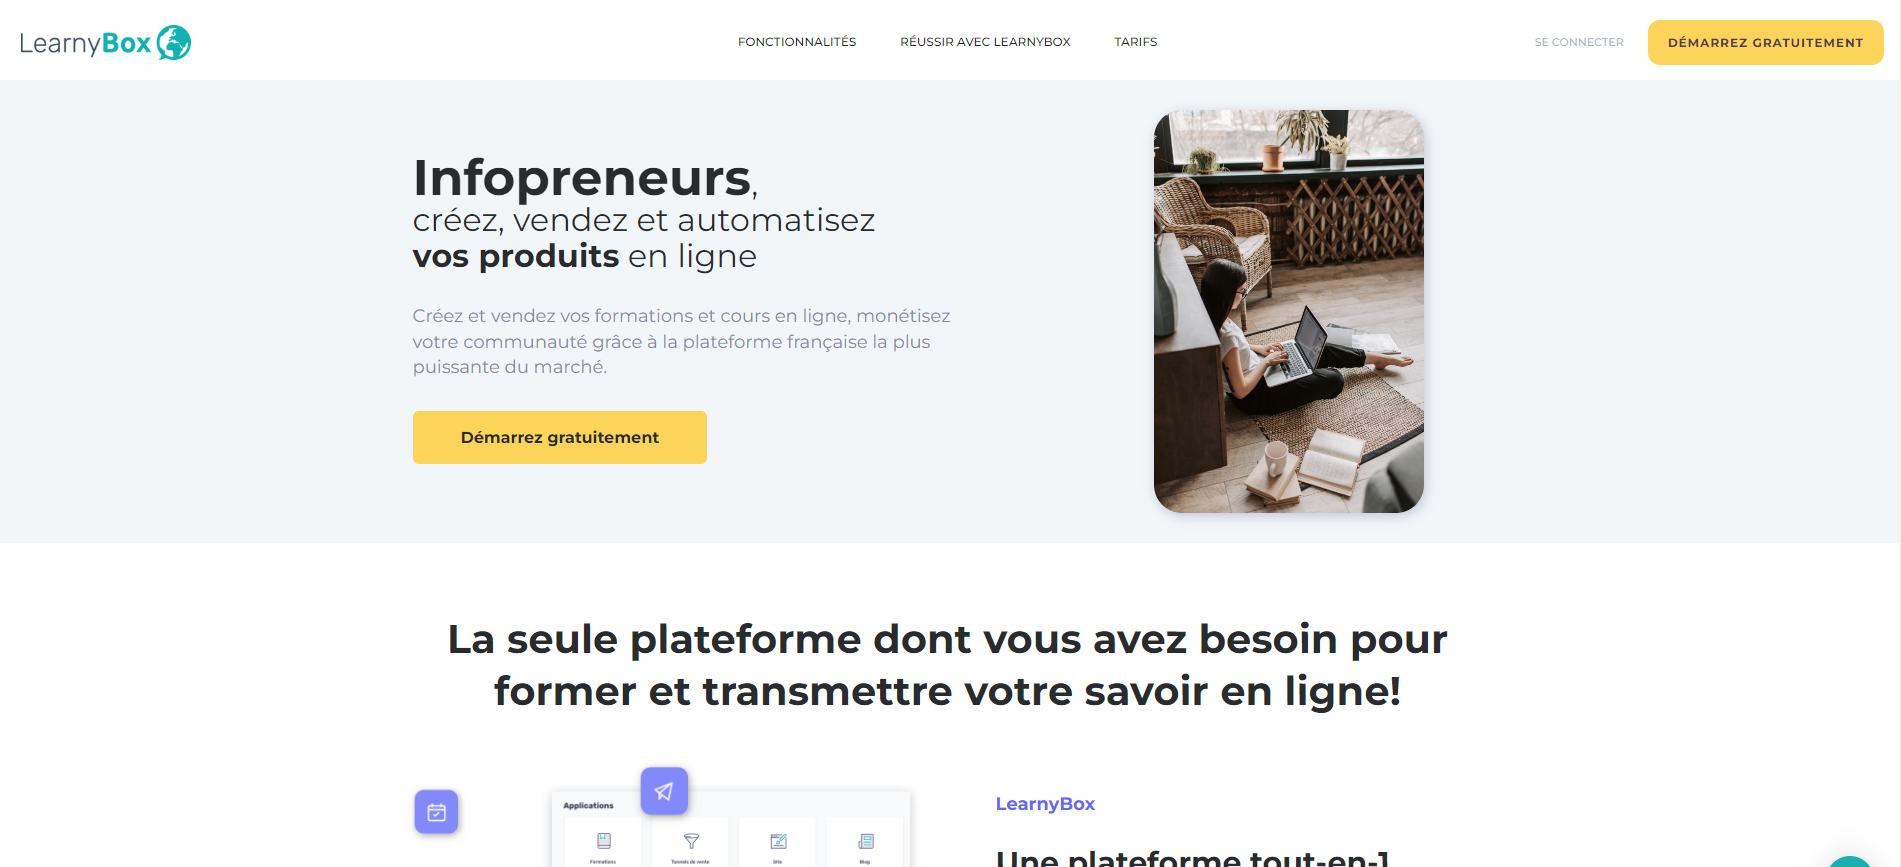 LearnyBox
FONCTIONNALITÉS
RÉUSSIR AVEC LEARNYBOX
TARIFS
SE CONNECTER
DÉMARREZ GRATUITEMENT
Infopreneurs,
créez, vendez et automatisez
vos produits en ligne
Créez et vendez vos formations et cours en ligne, monétisez
votre communauté grâce à la plateforme française la plus
puissante du marché.
Démarrez gratuitement
La seule plateforme dont vous avez besoin pour
former et transmettre votre savoir en ligne!
Applications
Formations
Tunnels de vente
Site
Blog
LearnyBox
Une plateforme tout-en-1